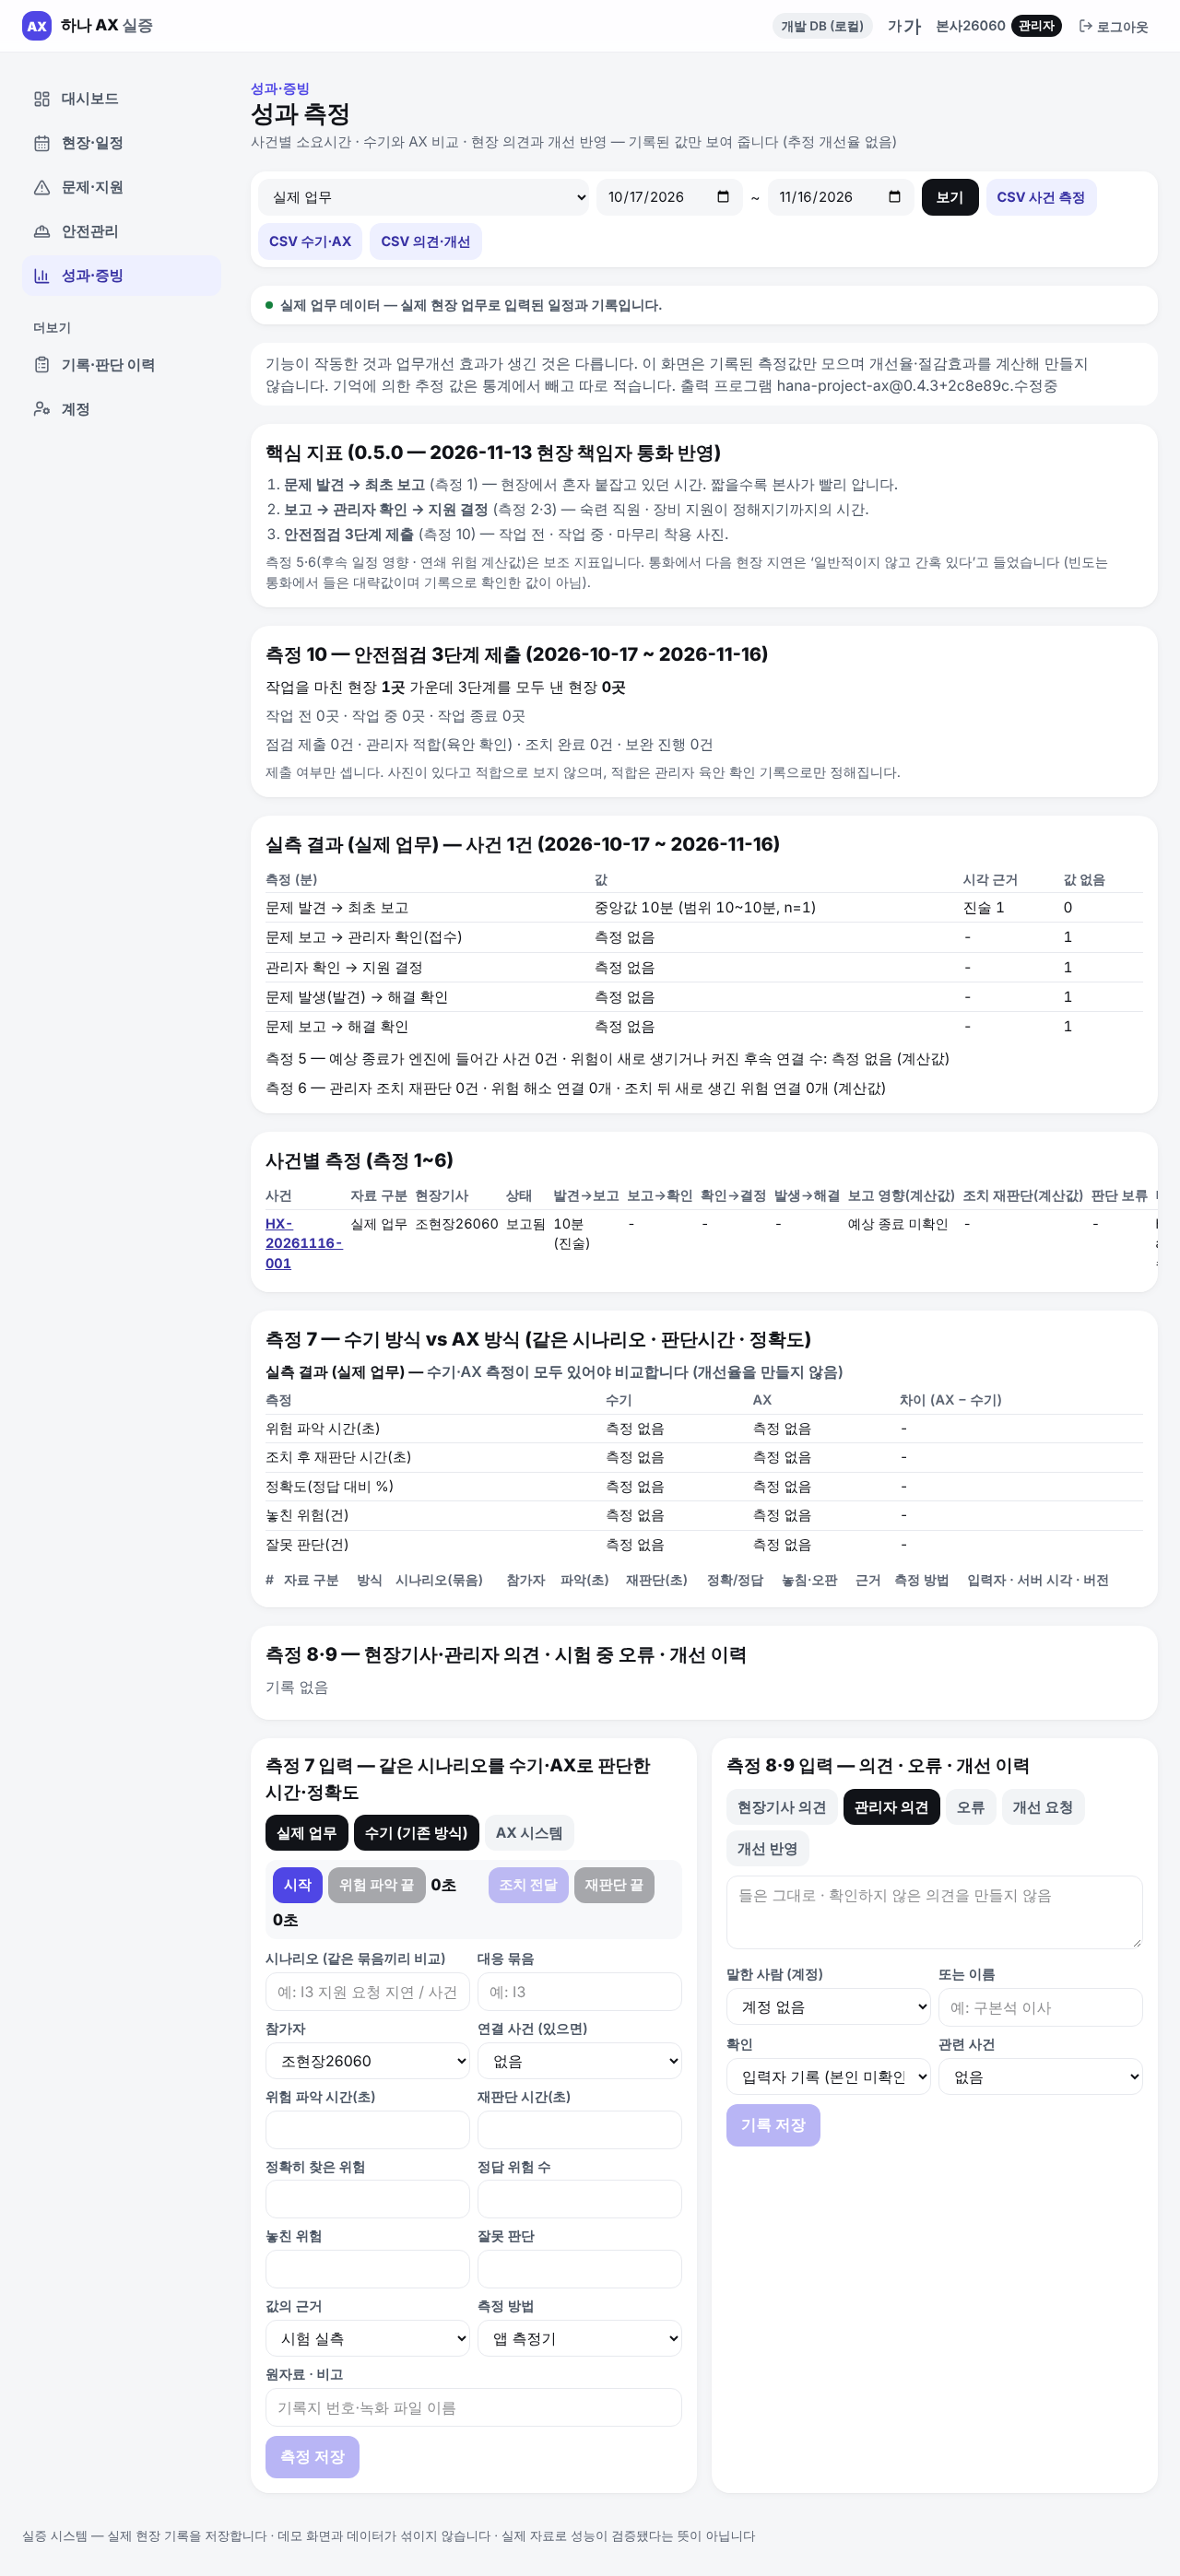 AX 하나 AX 실증
개발 DB (로컬) 가 가 본사26060 관리자 로그아웃
대시보드
현장·일정
문제·지원
안전관리
성과·증빙
더보기
기록·판단 이력
계정
성과·증빙
성과 측정
사건별 소요시간 · 수기와 AX 비교 · 현장 의견과 개선 반영 — 기록된 값만 보여 줍니다 (추정 개선율 없음)
실제 업무 10/17/2026 ~ 11/16/2026 보기 CSV 사건 측정
CSV 수기·AX CSV 의견·개선
실제 업무 데이터 — 실제 현장 업무로 입력된 일정과 기록입니다.
기능이 작동한 것과 업무개선 효과가 생긴 것은 다릅니다. 이 화면은 기록된 측정값만 모으며 개선율·절감효과를 계산해 만들지
않습니다. 기억에 의한 추정 값은 통계에서 빼고 따로 적습니다. 출력 프로그램 hana-project-ax@0.4.3+2c8e89c.수정중
핵심 지표 (0.5.0 — 2026-11-13 현장 책임자 통화 반영)
1. 문제 발견 → 최초 보고 (측정 1) — 현장에서 혼자 붙잡고 있던 시간. 짧을수록 본사가 빨리 압니다.
2. 보고 → 관리자 확인 → 지원 결정 (측정 2·3) — 숙련 직원 · 장비 지원이 정해지기까지의 시간.
3. 안전점검 3단계 제출 (측정 10) — 작업 전 · 작업 중 · 마무리 착용 사진.
측정 5·6(후속 일정 영향 · 연쇄 위험 계산값)은 보조 지표입니다. 통화에서 다음 현장 지연은 ‘일반적이지 않고 간혹 있다’고 들었습니다 (빈도는
통화에서 들은 대략값이며 기록으로 확인한 값이 아님).
측정 10 — 안전점검 3단계 제출 (2026-10-17 ~ 2026-11-16)
작업을 마친 현장 1곳 가운데 3단계를 모두 낸 현장 0곳
작업 전 0곳 · 작업 중 0곳 · 작업 종료 0곳
점검 제출 0건 · 관리자 적합(육안 확인) · 조치 완료 0건 · 보완 진행 0건
제출 여부만 셉니다. 사진이 있다고 적합으로 보지 않으며, 적합은 관리자 육안 확인 기록으로만 정해집니다.
실측 결과 (실제 업무) — 사건 1건 (2026-10-17 ~ 2026-11-16)
측정 (분) 값 시각 근거 값 없음
문제 발견 → 최초 보고 중앙값 10분 (범위 10~10분, n=1) 진술 1 0
문제 보고 → 관리자 확인(접수) 측정 없음 - 1
관리자 확인 → 지원 결정 측정 없음 - 1
문제 발생(발견) → 해결 확인 측정 없음 - 1
문제 보고 → 해결 확인 측정 없음 - 1
측정 5 — 예상 종료가 엔진에 들어간 사건 0건 · 위험이 새로 생기거나 커진 후속 연결 수: 측정 없음 (계산값)
측정 6 — 관리자 조치 재판단 0건 · 위험 해소 연결 0개 · 조치 뒤 새로 생긴 위험 연결 0개 (계산값)
사건별 측정 (측정 1~6)
사건 자료 구분 현장기사 상태 발견→보고 보고→확인 확인→결정 발생→해결 보고 영향(계산값) 조치 재판단(계산값) 판단 보류
HX-20261116-001 실제 업무 조현장26060 보고됨 10분 (진술) - - - 예상 종료 미확인 - -
측정 7 — 수기 방식 vs AX 방식 (같은 시나리오 · 판단시간 · 정확도)
실측 결과 (실제 업무) — 수기·AX 측정이 모두 있어야 비교합니다 (개선율을 만들지 않음)
측정 수기 AX 차이 (AX − 수기)
위험 파악 시간(초) 측정 없음 측정 없음 -
조치 후 재판단 시간(초) 측정 없음 측정 없음 -
정확도(정답 대비 %) 측정 없음 측정 없음 -
놓친 위험(건) 측정 없음 측정 없음 -
잘못 판단(건) 측정 없음 측정 없음 -
# 자료 구분 방식 시나리오(묶음) 참가자 파악(초) 재판단(초) 정확/정답 놓침·오판 근거 측정 방법 입력자 · 서버 시각 · 버전
측정 8·9 — 현장기사·관리자 의견 · 시험 중 오류 · 개선 이력
기록 없음
측정 7 입력 — 같은 시나리오를 수기·AX로 판단한
시간·정확도
실제 업무 수기 (기존 방식) AX 시스템
시작 위험 파악 끝 0초 조치 전달 재판단 끝
0초
시나리오 (같은 묶음끼리 비교) 대응 묶음
예: I3 지원 요청 지연 / 사건 예: I3
참가자 연결 사건 (있으면)
조현장26060 없음
위험 파악 시간(초) 재판단 시간(초)
정확히 찾은 위험 정답 위험 수
놓친 위험 잘못 판단
값의 근거 측정 방법
시험 실측 앱 측정기
원자료 · 비고
기록지 번호·녹화 파일 이름
측정 저장
측정 8·9 입력 — 의견 · 오류 · 개선 이력
현장기사 의견 관리자 의견 오류 개선 요청
개선 반영
들은 그대로 · 확인하지 않은 의견을 만들지 않음
말한 사람 (계정) 또는 이름
계정 없음 예: 구본석 이사
확인 관련 사건
입력자 기록 (본인 미확인 없음
기록 저장
실증 시스템 — 실제 현장 기록을 저장합니다 · 데모 화면과 데이터가 섞이지 않습니다 · 실제 자료로 성능이 검증됐다는 뜻이 아닙니다